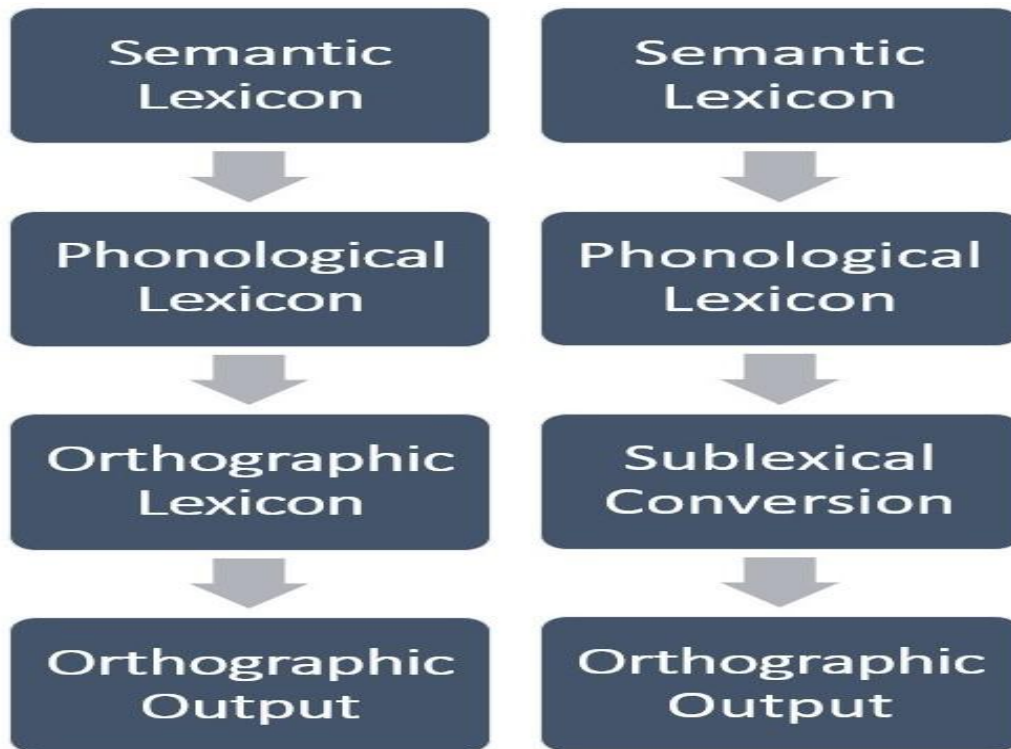 Semantic
Lexicon
Phonological
Lexicon
Orthographic
Lexicon
Orthographic
Output
Semantic
Lexicon
Phonological
Lexicon
Sublexical
Conversion
Orthographic
Output